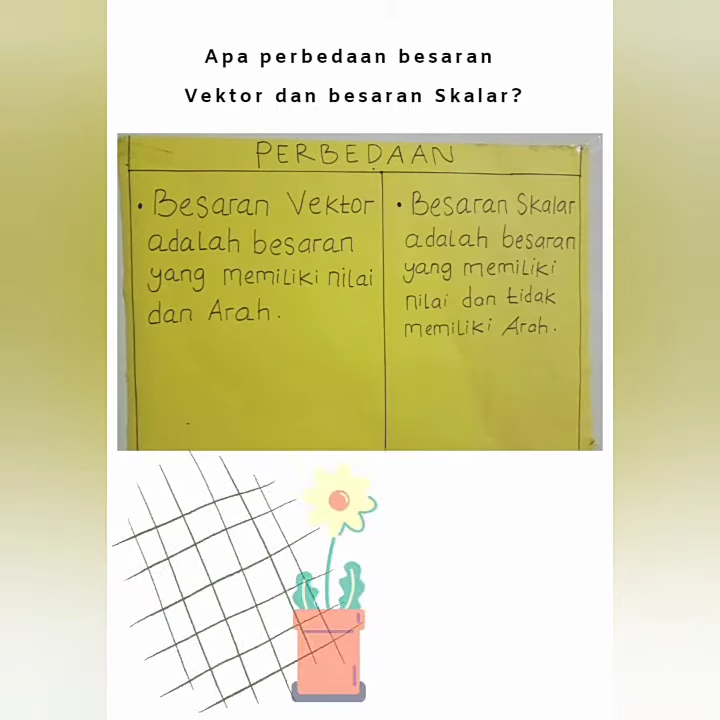 Apa perbedaan besaran
Vektor dan besaran Skalar?
PERBEDAAN
• Besaran Vektor
adalah besaran
yang memiliki nilai
dan Arah.
• Besaran Skalar
adalah besaran
yang memiliki
nilai dan tidak
memiliki Arah.